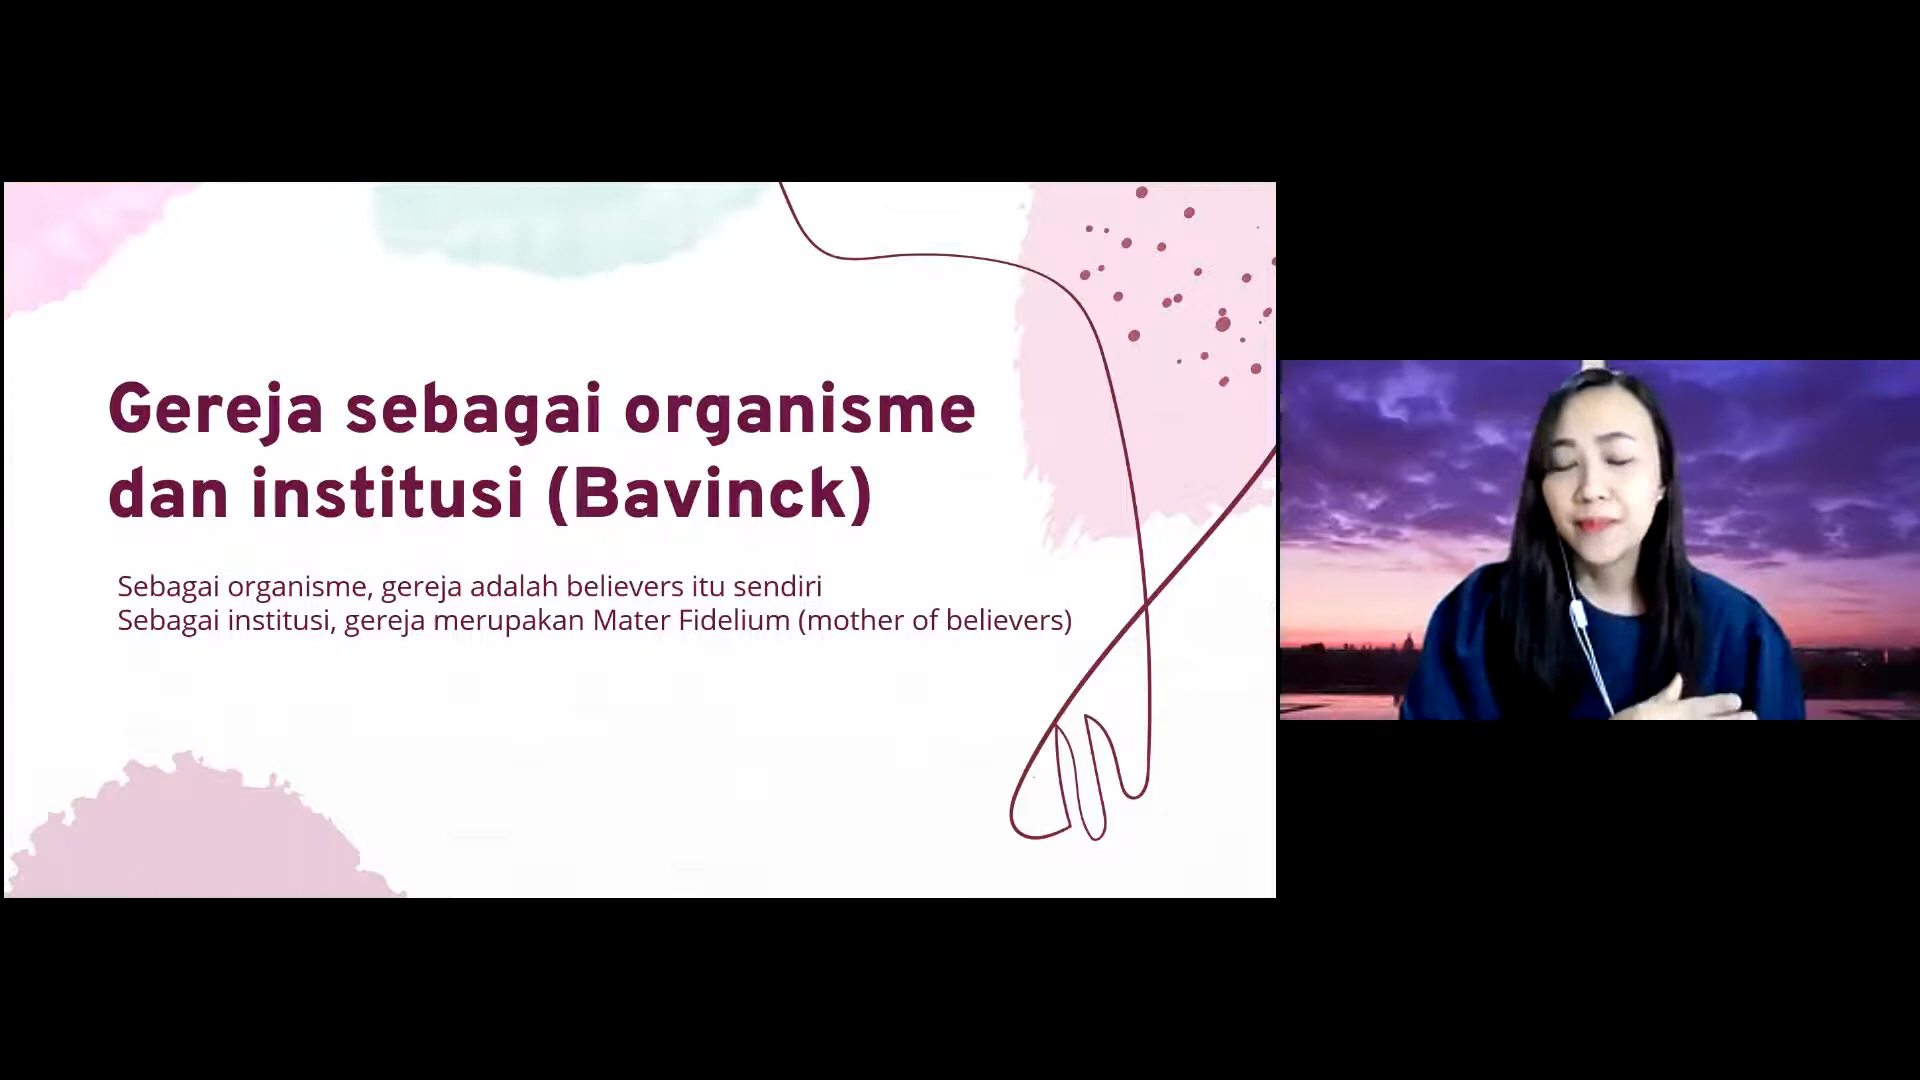 Gereja sebagai organisme
dan institusi (Bavinck)
Sebagai organisme, gereja adalah believers itu sendiri
Sebagai institusi, gereja merupakan Mater Fidelium (mother of believers)